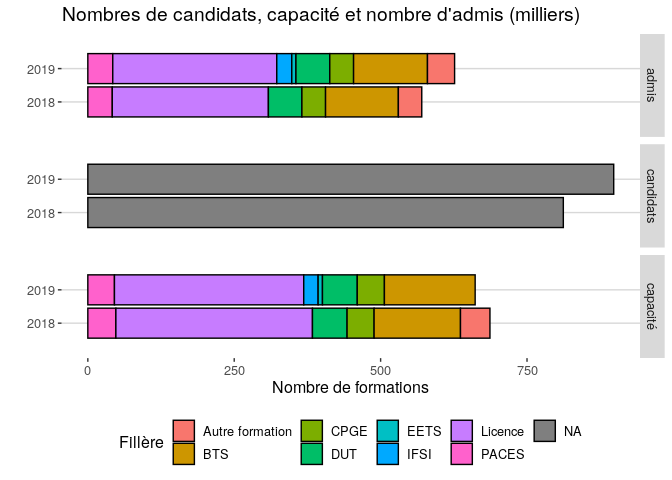 Nombres de candidats, capacité et nombre d'admis (milliers)
2019
2018
admis
2019
2018
candidats
2019
2018
capacité
0 250 500 750
Nombre de formations
Fillère
Autre formation CPGE EETS Licence NA
BTS DUT IFSI PACES